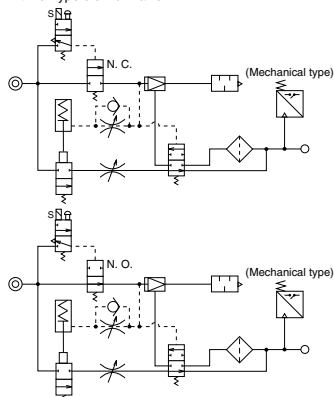 S
N. C.
(Mechanical type)
S
N. O.
(Mechanical type)